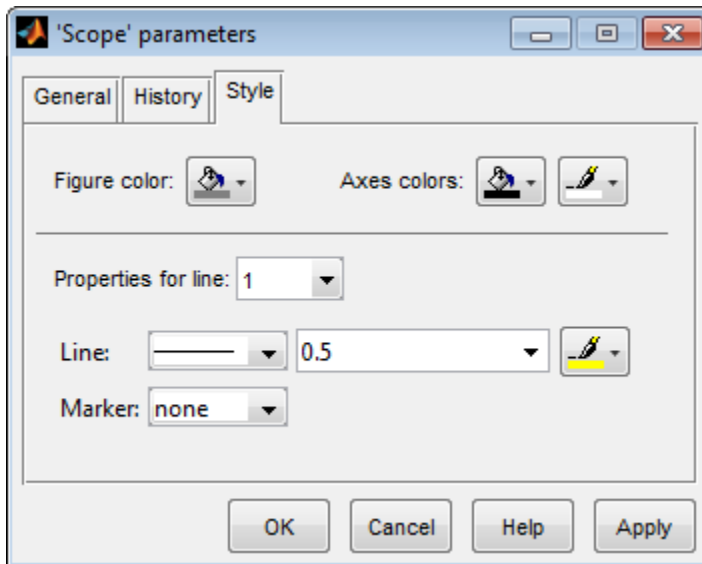 'Scope' parameters
General History Style
Figure color: Axes colors:
Properties for line: 1
Line: 0.5
Marker: none
OK Cancel Help Apply